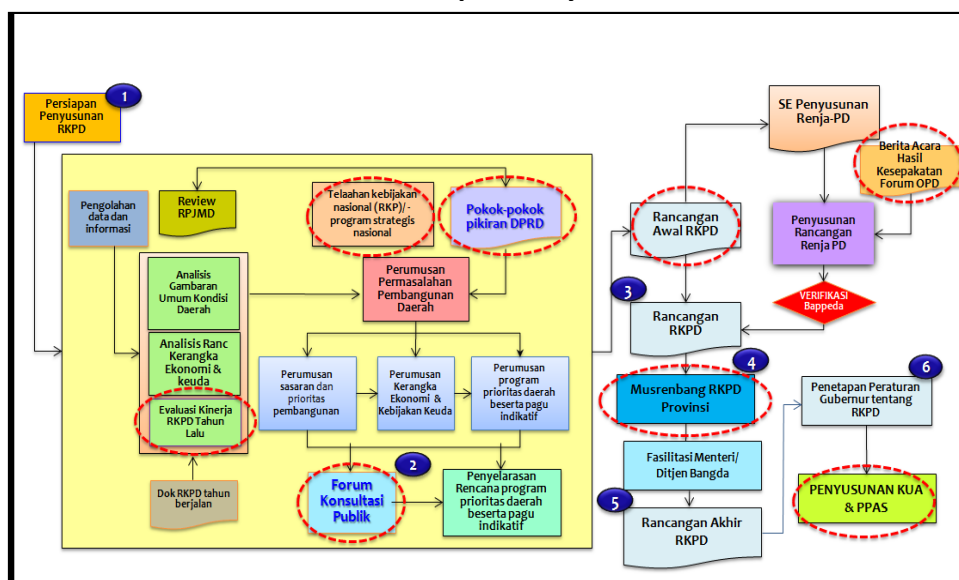 1
Persiapan
Penyusunan
RKPD
Pengolahan
data dan
informasi
Review
RPJMD
Telaahan kebijakan
nasional (RKP)/-
program strategis
nasional
Pokok-pokok
pikiran DPRD
Analisis
Gambaran
Umum Kondisi
Daerah
Analisis Ranc
Kerangka
Ekonomi &
keuda
Evaluasi Kinerja
RKPD Tahun
Lalu
Dok RKPD tahun
berjalan
Perumusan
Permasalahan
Pembangunan
Daerah
Perumusan
sasaran dan
prioritas
pembangunan
Perumusan
Kerangka
Ekonomi &
Kebijakan Keuda
Perumusan
program
prioritas daerah
beserta pagu
indikatif
2
Forum
Konsultasi
Publik
Penyelarasan
Rencana program
prioritas daerah
beserta pagu
indikatif
Rancangan
Awal RKPD
SE Penyusunan
Renja-PD
Berita Acara
Hasil
Kesepakatan
Forum OPD
Penyusunan
Rancangan
Renja PD
VERIFIKASI
Bappeda
3
Rancangan
RKPD
4
Musrenbang RKPD
Provinsi
Fasilitasi Menteri/
Ditjen Bangda
5
Rancangan Akhir
RKPD
6
Penetapan Peraturan
Gubernur tentang
RKPD
PENYUSUNAN KUA
& PPAS